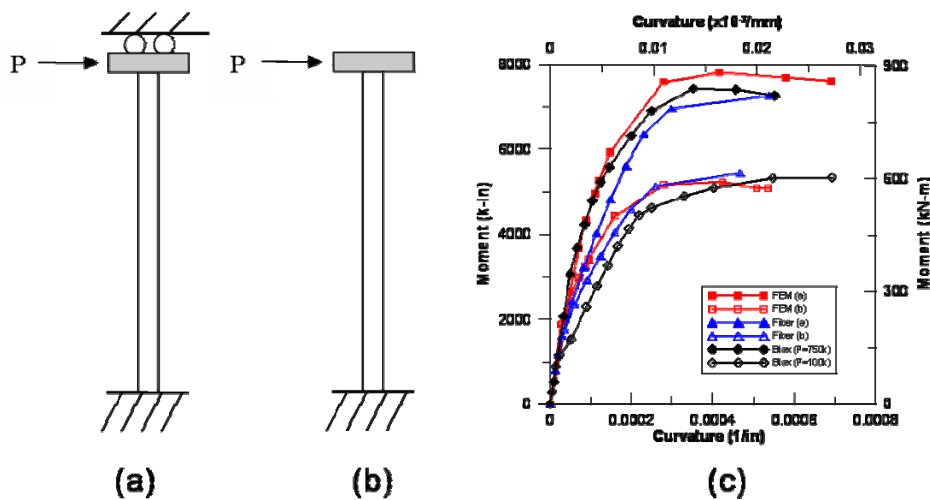 P
P
Curvature (x10⁻³/mm)
0 0.01 0.02 0.03
8000
6000
4000
2000
0
Moment (k-in)
900
600
300
0
Moment (kN-m)
FEM (a)
FEM (b)
Fiber (a)
Fiber (b)
(P=750k)
(P=100k)
0 0.0002 0.0004 0.0006 0.0008
Curvature (1/in)
(a) (b) (c)